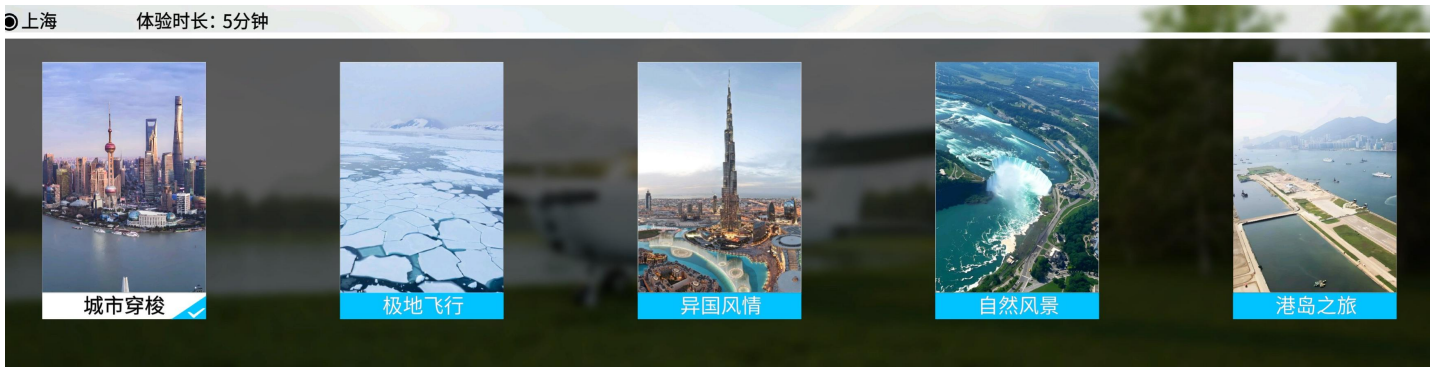 上海 体验时长：5分钟
城市穿梭
极地飞行
异国风情
自然风景
港岛之旅